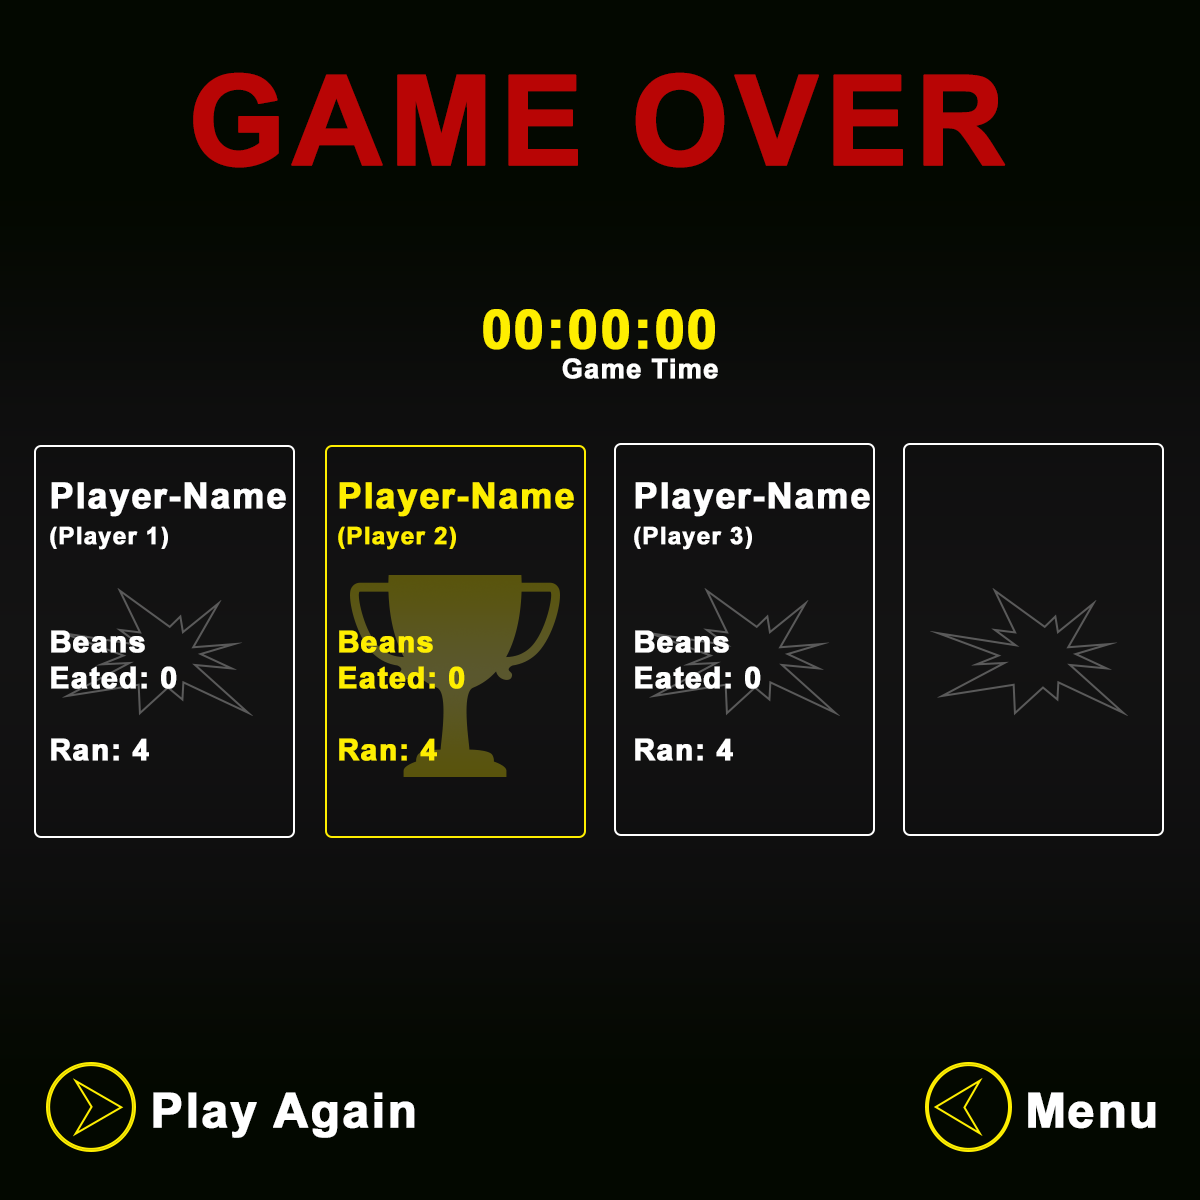 GAME OVER
00:00:00
Game Time
Player-Name
(Player 1)
Beans
Eated: 0
Ran: 4
Player-Name
(Player 2)
Beans
Eated: 0
Ran: 4
Player-Name
(Player 3)
Beans
Eated: 0
Ran: 4
Play Again
Menu